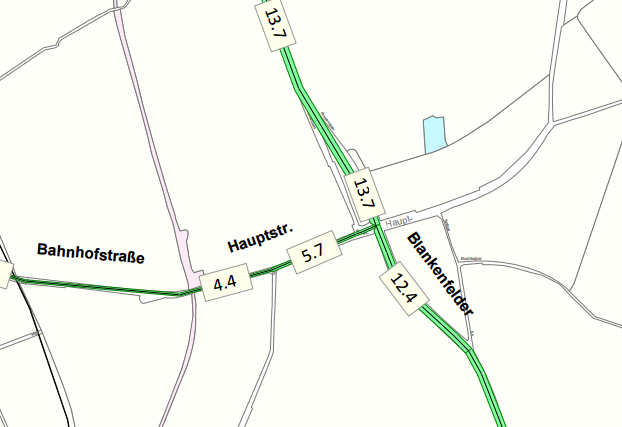 13.7
13.7
Haupt-
Hauptstr.
5.7
Bahnhofstraße
4.4
Blankenfelder
12.4